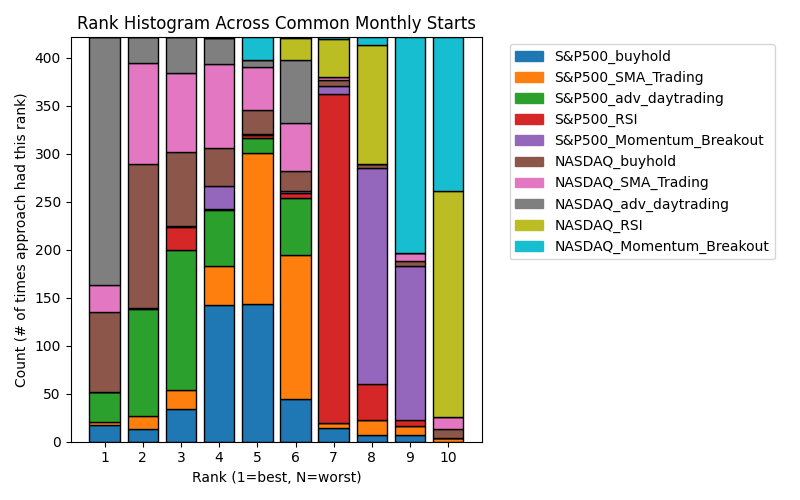 Rank Histogram Across Common Monthly Starts
Count (# of times approach had this rank)
400
350
300
250
200
150
100
50
0
1 2 3 4 5 6 7 8 9 10
Rank (1=best, N=worst)
S&P500_buyhold
S&P500_SMA_Trading
S&P500_adv_daytrading
S&P500_RSI
S&P500_Momentum_Breakout
NASDAQ_buyhold
NASDAQ_SMA_Trading
NASDAQ_adv_daytrading
NASDAQ_RSI
NASDAQ_Momentum_Breakout